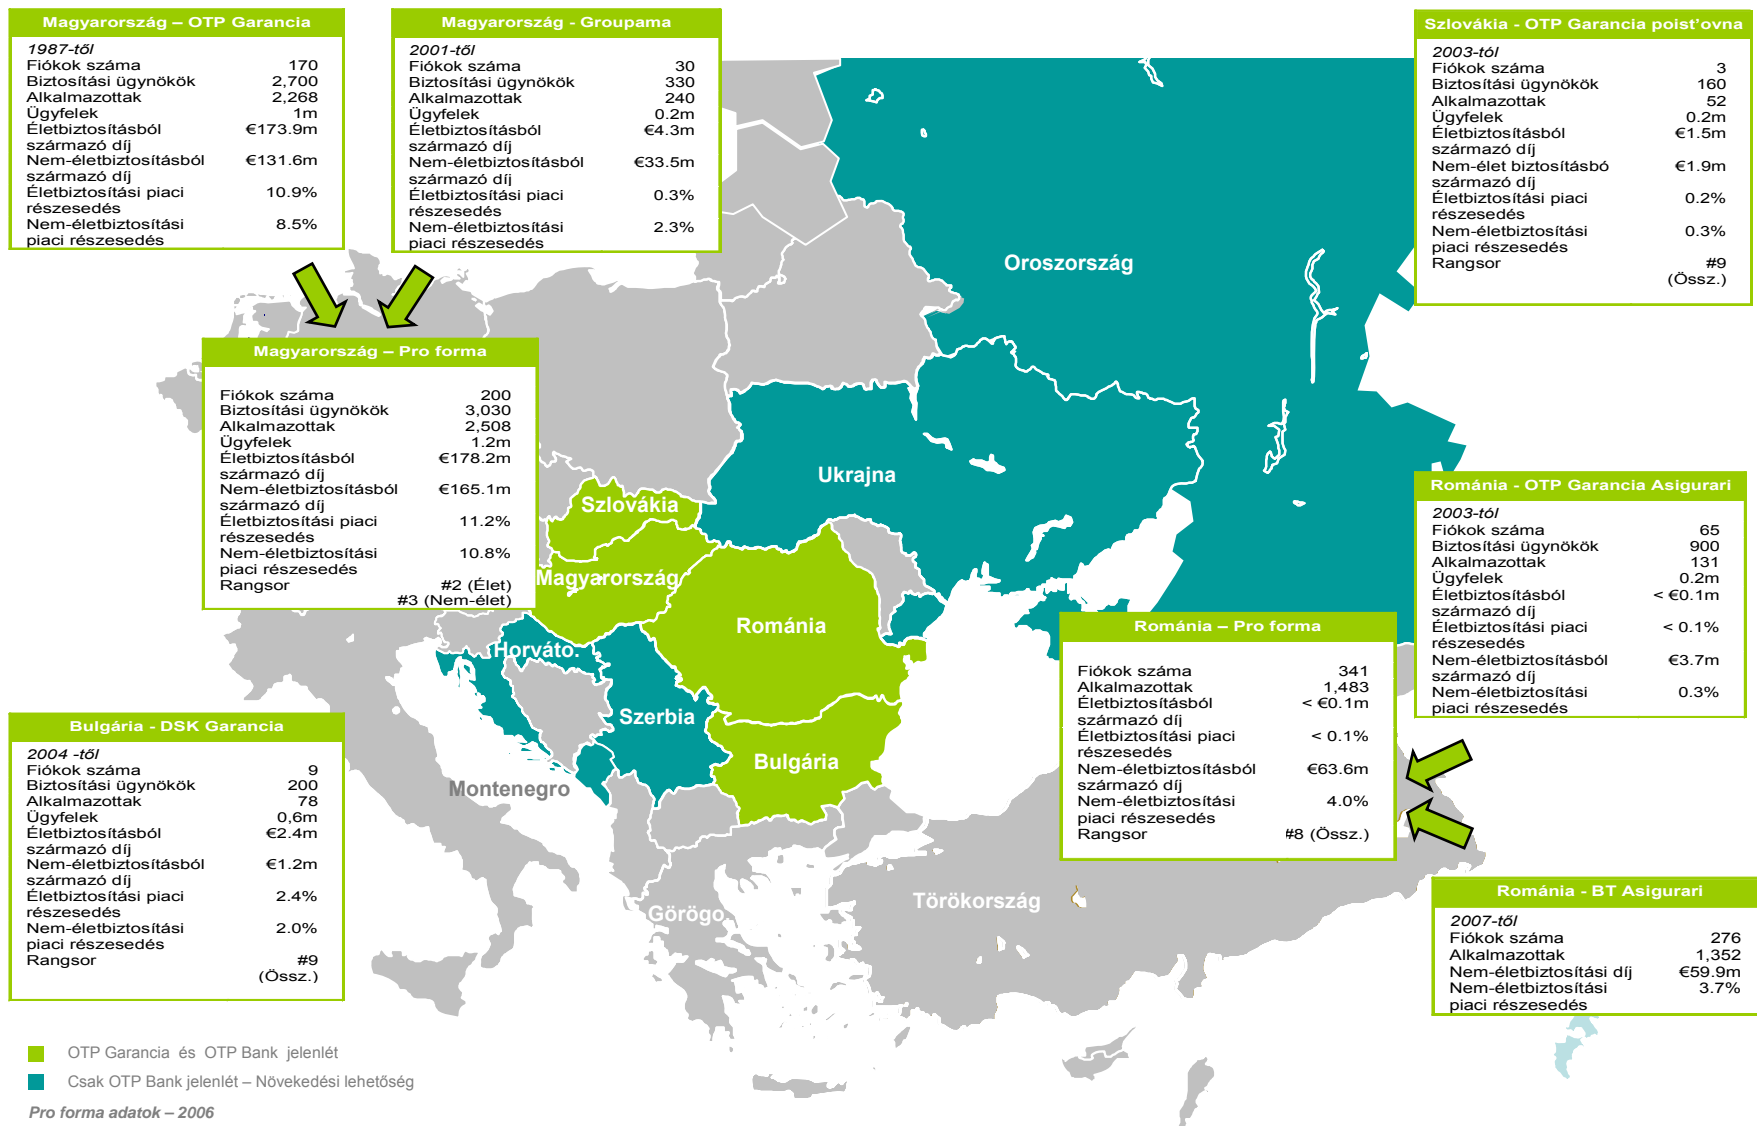 Magyarország – OTP Garancia
1987-től
Fiókok száma 170
Biztosítási ügynökök 2,700
Alkalmazottak 2,268
Ügyfelek 1m
Életbiztosításból €173.9m
származó díj
Nem-életbiztosításból €131.6m
származó díj
Életbiztosítási piaci 10.9%
részesedés
Nem-életbiztosítási 8.5%
piaci részesedés
Magyarország - Groupama
2001-től
Fiókok száma 30
Biztosítási ügynökök 330
Alkalmazottak 240
Ügyfelek 0.2m
Életbiztosításból €4.3m
származó díj
Nem-életbiztosításból €33.5m
származó díj
Életbiztosítási piaci 0.3%
részesedés
Nem-életbiztosítási 2.3%
piaci részesedés
Szlovákia - OTP Garancia poist'ovna
2003-tól
Fiókok száma 3
Biztosítási ügynökök 160
Alkalmazottak 52
Ügyfelek 0.2m
Életbiztosításból €1.5m
származó díj
Nem-élet biztosításbó €1.9m
származó díj
Életbiztosítási piaci 0.2%
részesedés
Nem-életbiztosítási 0.3%
piaci részesedés
Rangsor #9
(Össz.)
Magyarország – Pro forma
Fiókok száma 200
Biztosítási ügynökök 3,030
Alkalmazottak 2,508
Ügyfelek 1.2m
Életbiztosításból €178.2m
származó díj
Nem-életbiztosításból €165.1m
származó díj
Életbiztosítási piaci 11.2%
részesedés
Nem-életbiztosítási 10.8%
piaci részesedés
Rangsor #2 (Élet)
#3 (Nem-élet)
Oroszország
Ukrajna
Szlovákia
Magyarország
Románia
Horváto.
Szerbia
Bulgária
Montenegro
Görögo.
Törökország
Románia - OTP Garancia Asigurari
2003-tól
Fiókok száma 65
Biztosítási ügynökök 900
Alkalmazottak 131
Ügyfelek 0.2m
Életbiztosításból < €0.1m
származó díj
Életbiztosítási piaci < 0.1%
részesedés
Nem-életbiztosításból €3.7m
származó díj
Nem-életbiztosítási 0.3%
piaci részesedés
Románia – Pro forma
Fiókok száma 341
Alkalmazottak 1,483
Életbiztosításból < €0.1m
származó díj
Életbiztosítási piaci < 0.1%
részesedés
Nem-életbiztosításból €63.6m
származó díj
Nem-életbiztosítási 4.0%
piaci részesedés
Rangsor #8 (Össz.)
Bulgária - DSK Garancia
2004 -től
Fiókok száma 9
Biztosítási ügynökök 200
Alkalmazottak 78
Ügyfelek 0,6m
Életbiztosításból €2.4m
származó díj
Nem-életbiztosításból €1.2m
származó díj
Életbiztosítási piaci 2.4%
részesedés
Nem-életbiztosítási 2.0%
piaci részesedés
Rangsor #9
(Össz.)
Románia - BT Asigurari
2007-től
Fiókok száma 276
Alkalmazottak 1,352
Nem-életbiztosítási díj €59.9m
Nem-életbiztosítási 3.7%
piaci részesedés
OTP Garancia és OTP Bank jelenlét
Csak OTP Bank jelenlét – Növekedési lehetőség
Pro forma adatok – 2006